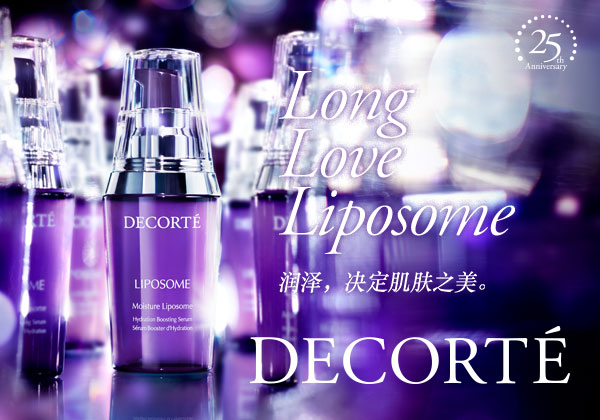 25th
Anniversary
Long
Love
Liposome
润泽，决定肌肤之美。
DECORTÉ
DECORTÉ
LIPOSOME
Moisture Liposome
Hydration Boosting Serum
Sérum Booster d'Hydration